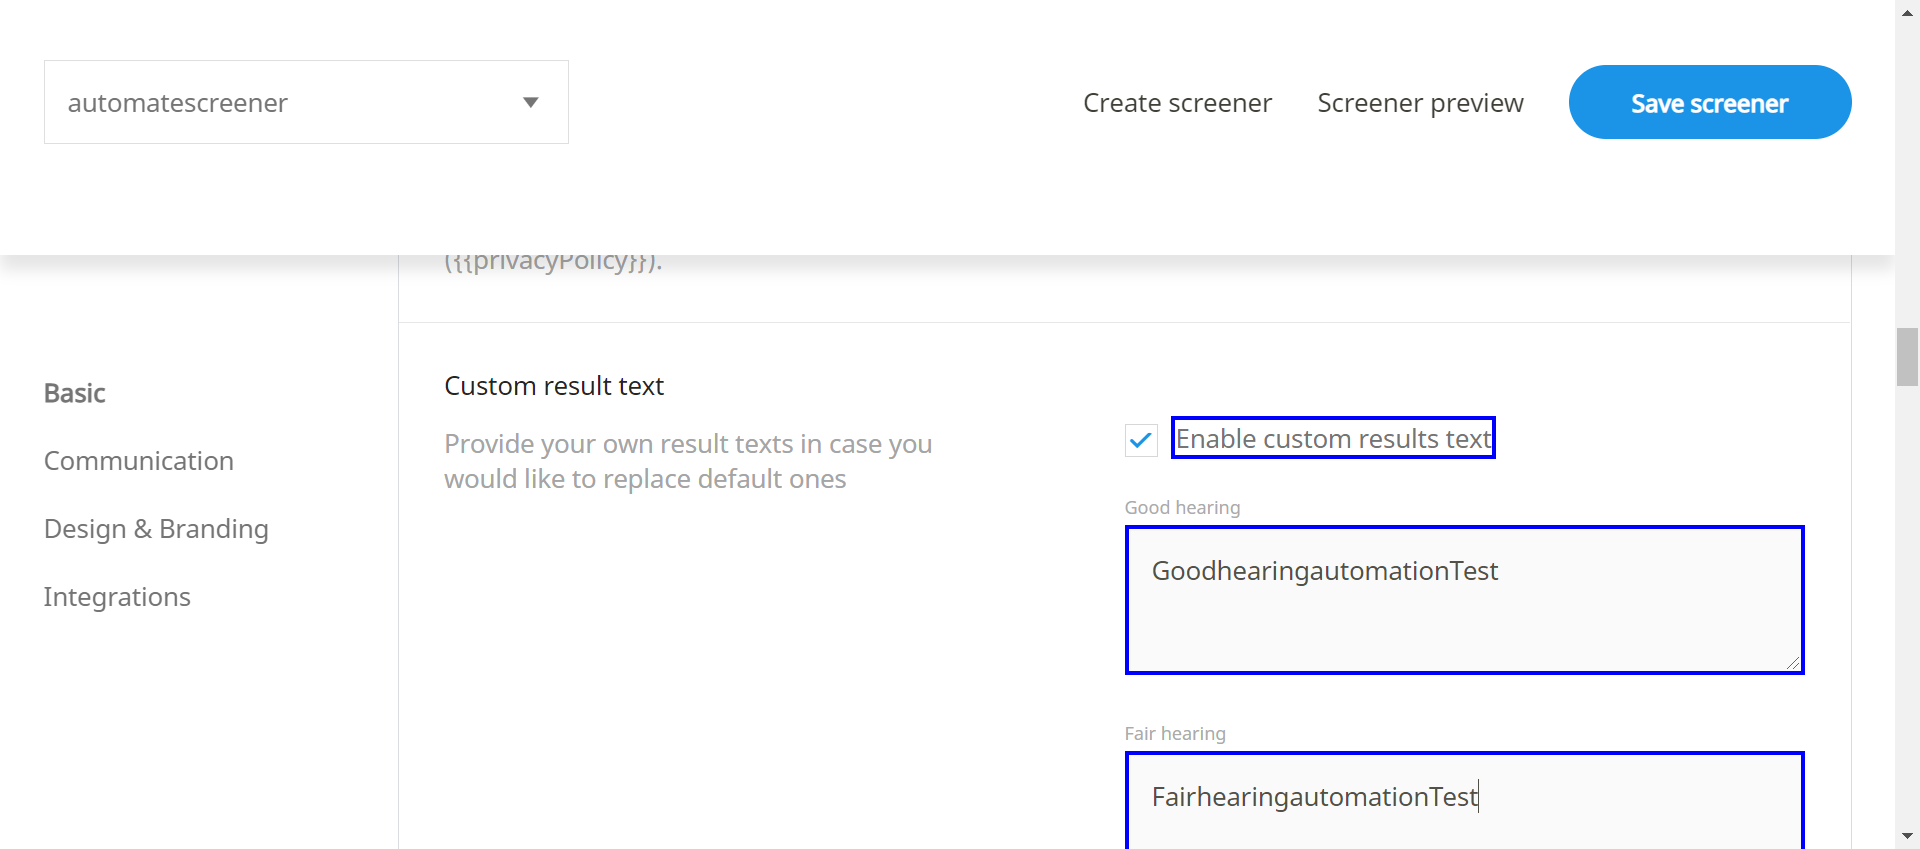 automatescreener
Create screener
Screener preview
Save screener
({{privacyPolicy}}).
Basic
Communication
Design & Branding
Integrations
Custom result text
Provide your own result texts in case you
would like to replace default ones
Enable custom results text
Good hearing
GoodhearingautomationTest
Fair hearing
FairhearingautomationTest